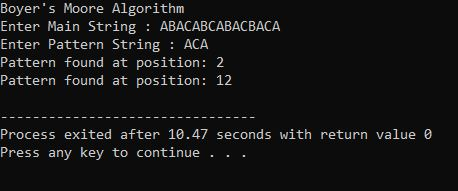 Boyer's Moore Algorithm
Enter Main String : ABACABCABACBACA
Enter Pattern String : ACA
Pattern found at position: 2
Pattern found at position: 12
--------------------------------
Process exited after 10.47 seconds with return value 0
Press any key to continue . . .